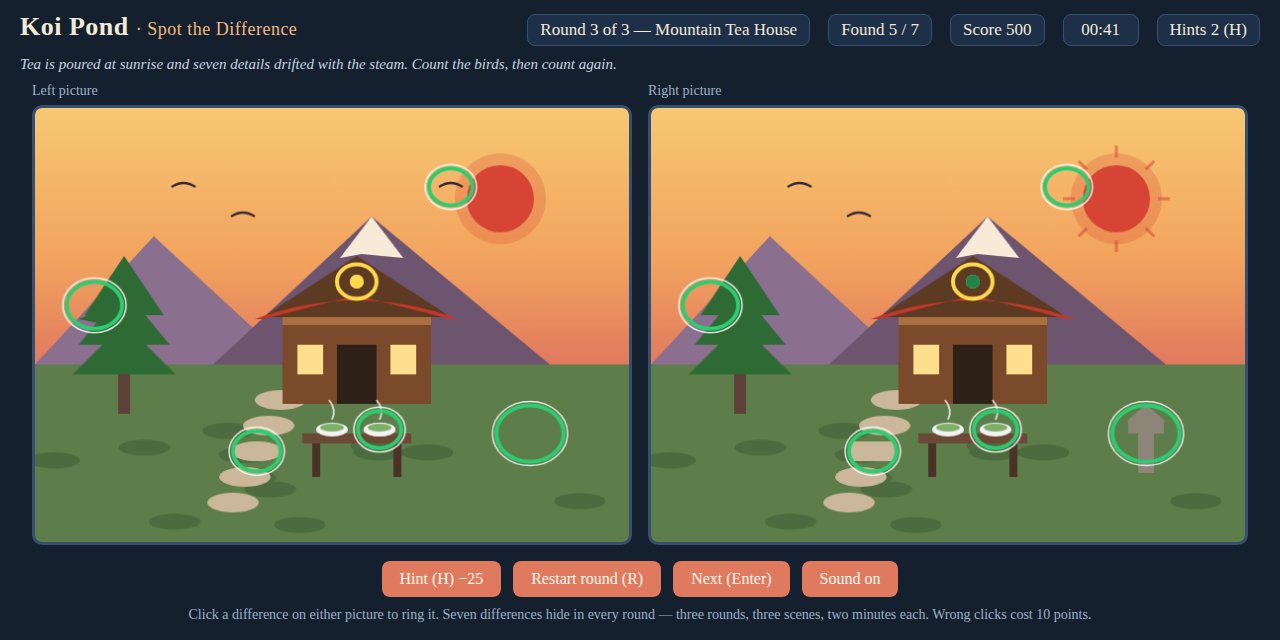 Koi Pond · Spot the Difference
Round 3 of 3 — Mountain Tea House
Found 5 / 7
Score 500
00:41
Hints 2 (H)
Tea is poured at sunrise and seven details drifted with the steam. Count the birds, then count again.
Left picture
Right picture
Hint (H) −25
Restart round (R)
Next (Enter)
Sound on
Click a difference on either picture to ring it. Seven differences hide in every round — three rounds, three scenes, two minutes each. Wrong clicks cost 10 points.